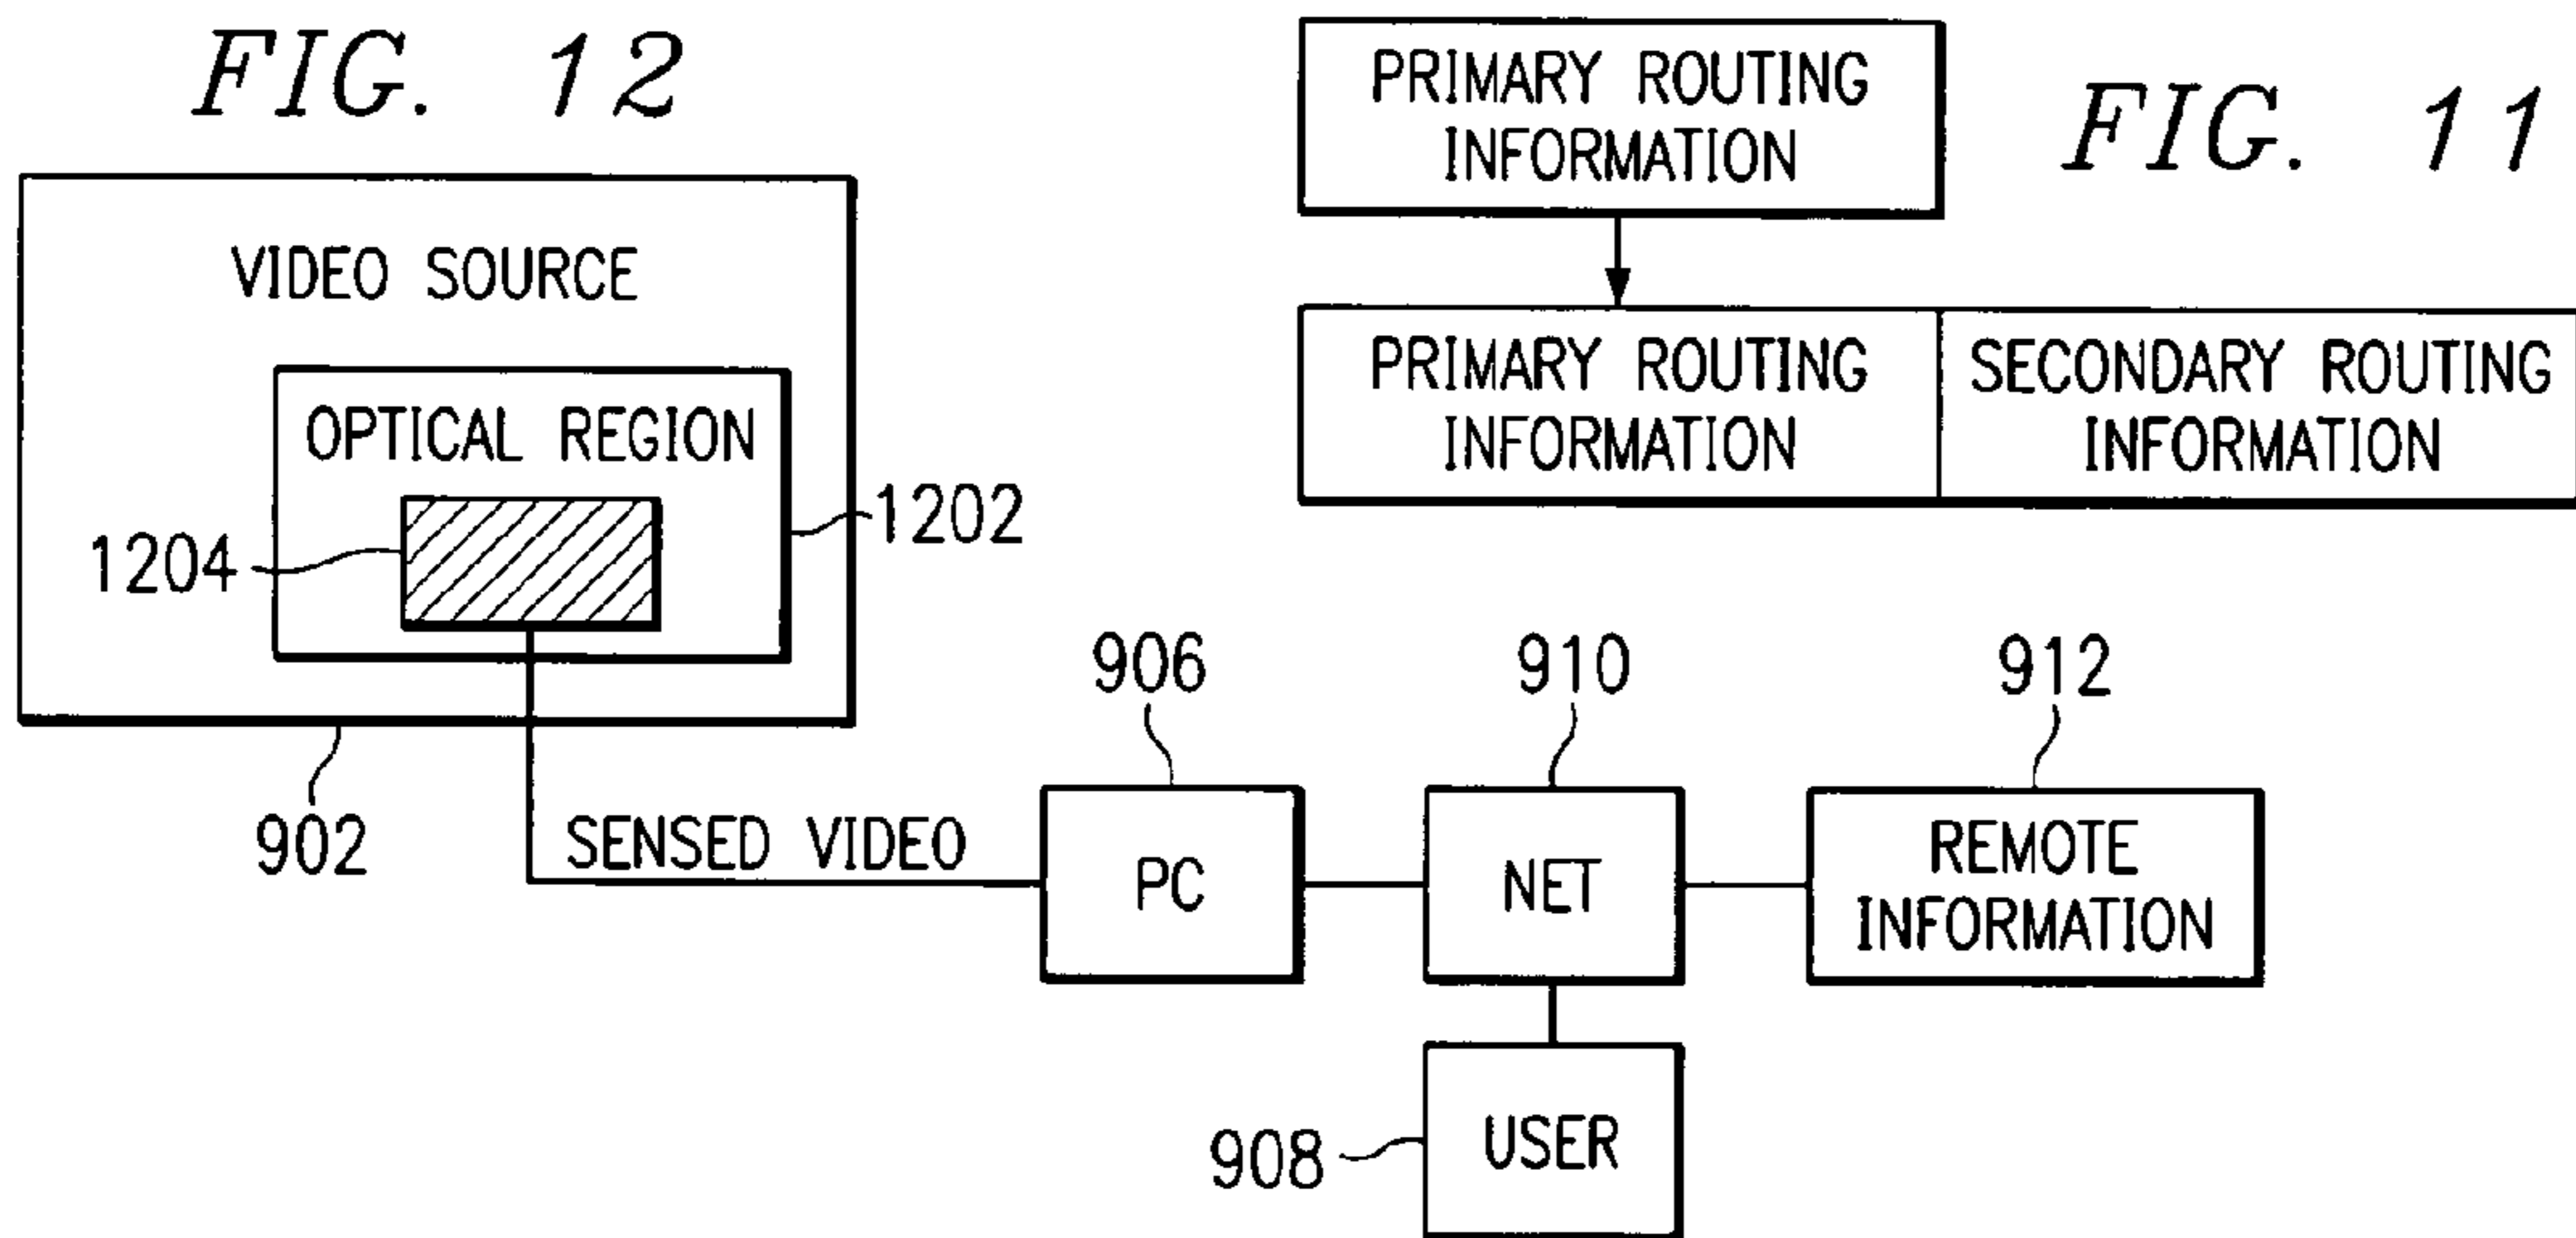 FIG. 12
VIDEO SOURCE
OPTICAL REGION
1202
1204
902
SENSED VIDEO
PRIMARY ROUTING
INFORMATION
FIG. 11
PRIMARY ROUTING
INFORMATION
SECONDARY ROUTING
INFORMATION
906
PC
910
NET
912
REMOTE
INFORMATION
908
USER